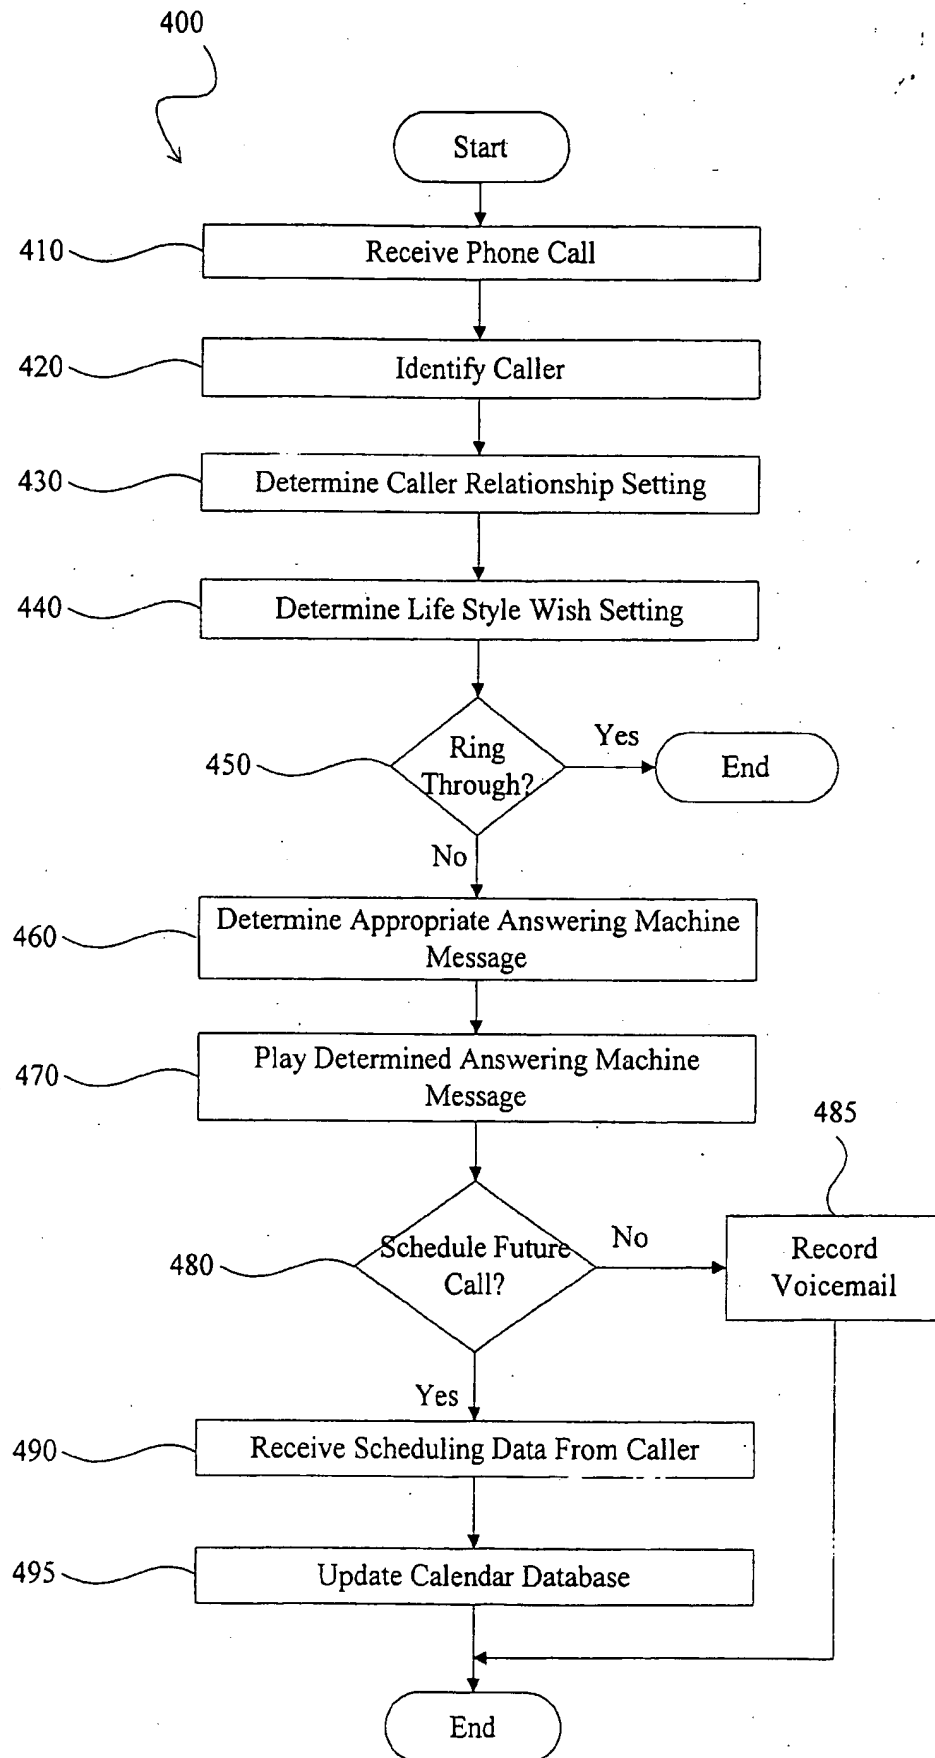 400
Start
410
Receive Phone Call
420
Identify Caller
430
Determine Caller Relationship Setting
440
Determine Life Style Wish Setting
450
Ring
Through?
Yes
End
No
460
Determine Appropriate Answering Machine
Message
470
Play Determined Answering Machine
Message
480
Schedule Future
Call?
No
485
Record
Voicemail
Yes
490
Receive Scheduling Data From Caller
495
Update Calendar Database
End